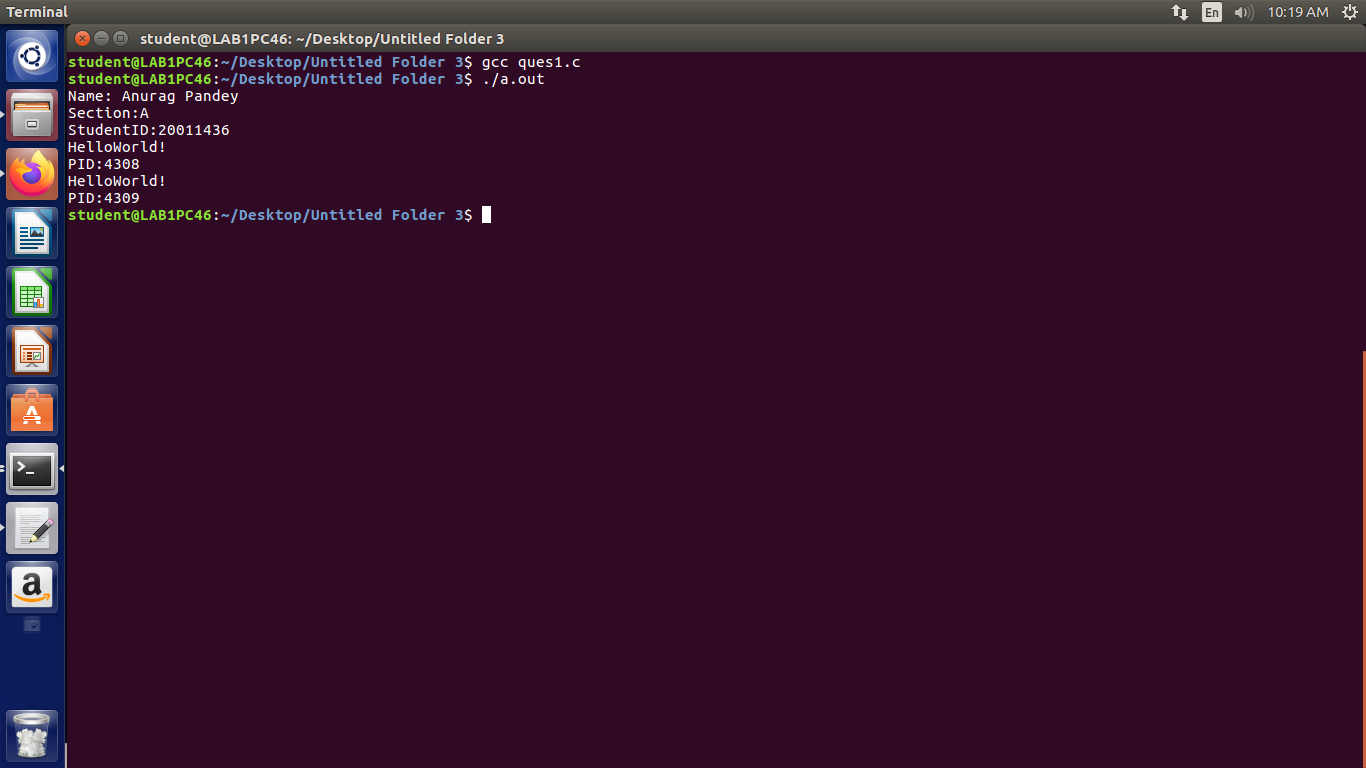 Terminal
En
10:19 AM
student@LAB1PC46: ~/Desktop/Untitled Folder 3
student@LAB1PC46:~/Desktop/Untitled Folder 3$ gcc ques1.c
student@LAB1PC46:~/Desktop/Untitled Folder 3$ ./a.out
Name: Anurag Pandey
Section:A
StudentID:20011436
HelloWorld!
PID:4308
HelloWorld!
PID:4309
student@LAB1PC46:~/Desktop/Untitled Folder 3$